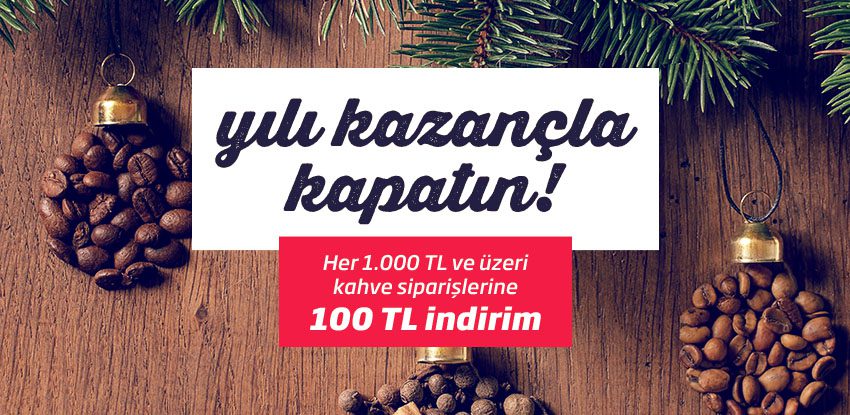 yılı kazançla
kapatın!
Her 1.000 TL ve üzeri
kahve siparişlerine
100 TL indirim